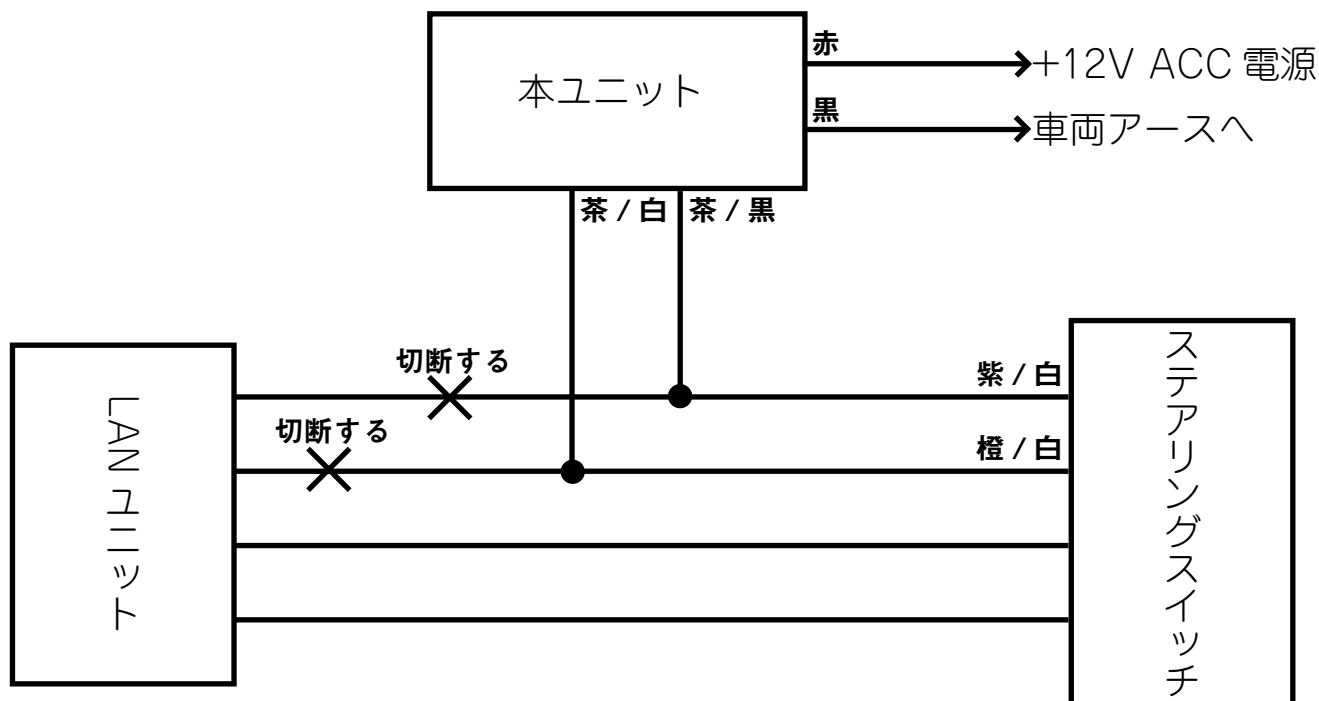 赤
+12V ACC 電源
本ユニット
黒
車両アースへ
茶 / 白
茶 / 黒
切断する
紫 / 白
切断する
橙 / 白
LAN ユニット
ステアリングスイッチ